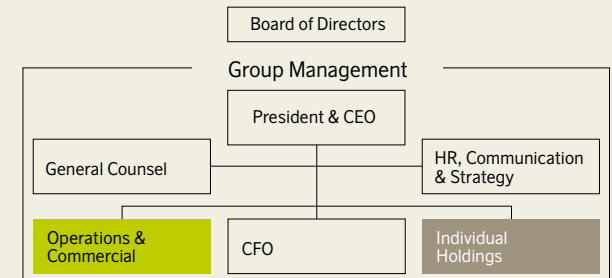 Board of Directors
Group Management
President & CEO
General Counsel
HR, Communication
& Strategy
Operations &
Commercial
CFO
Individual
Holdings